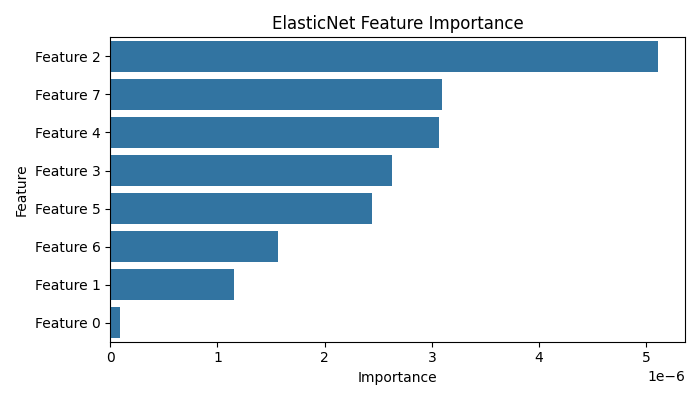 ElasticNet Feature Importance
Feature
Feature 2
Feature 7
Feature 4
Feature 3
Feature 5
Feature 6
Feature 1
Feature 0
0 1 2 3 4 5
1e−6
Importance